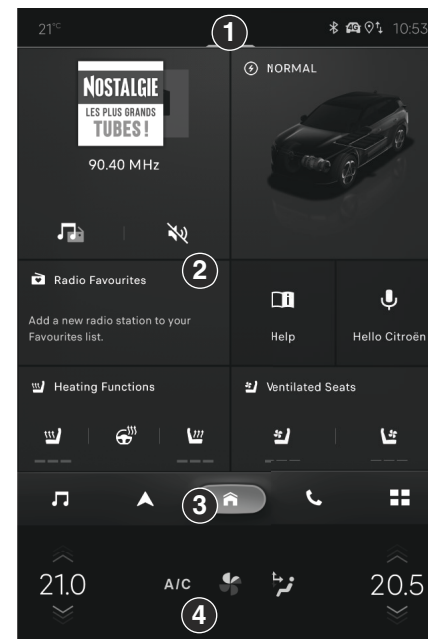 21°C
1
4G
10:53
NOSTALGIE
LES PLUS GRANDS
TUBES !
90.40 MHz
NORMAL
2
Radio Favourites
Add a new radio station to your
Favourites list.
Help
Hello Citroën
Heating Functions
Ventilated Seats
3
21.0
A/C
20.5
4